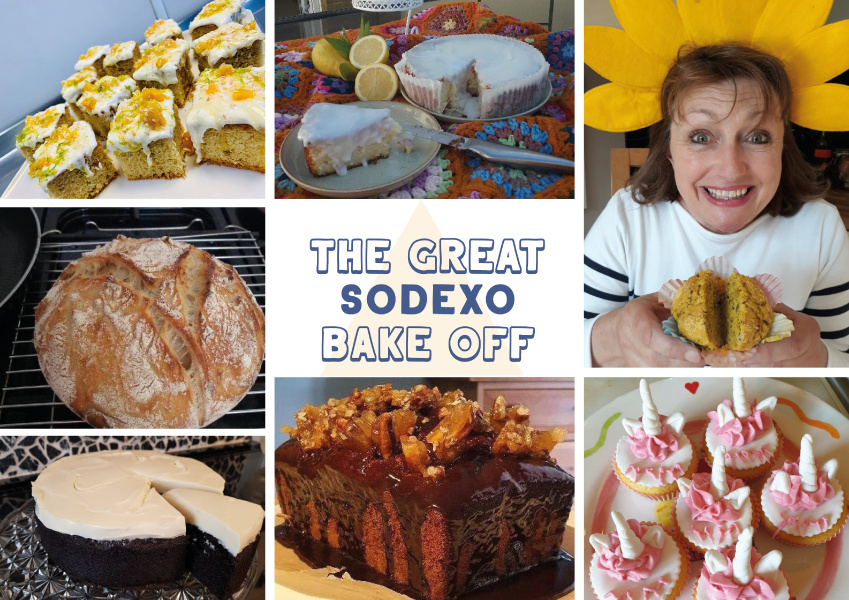 THE GREAT
SODEXO
BAKE OFF